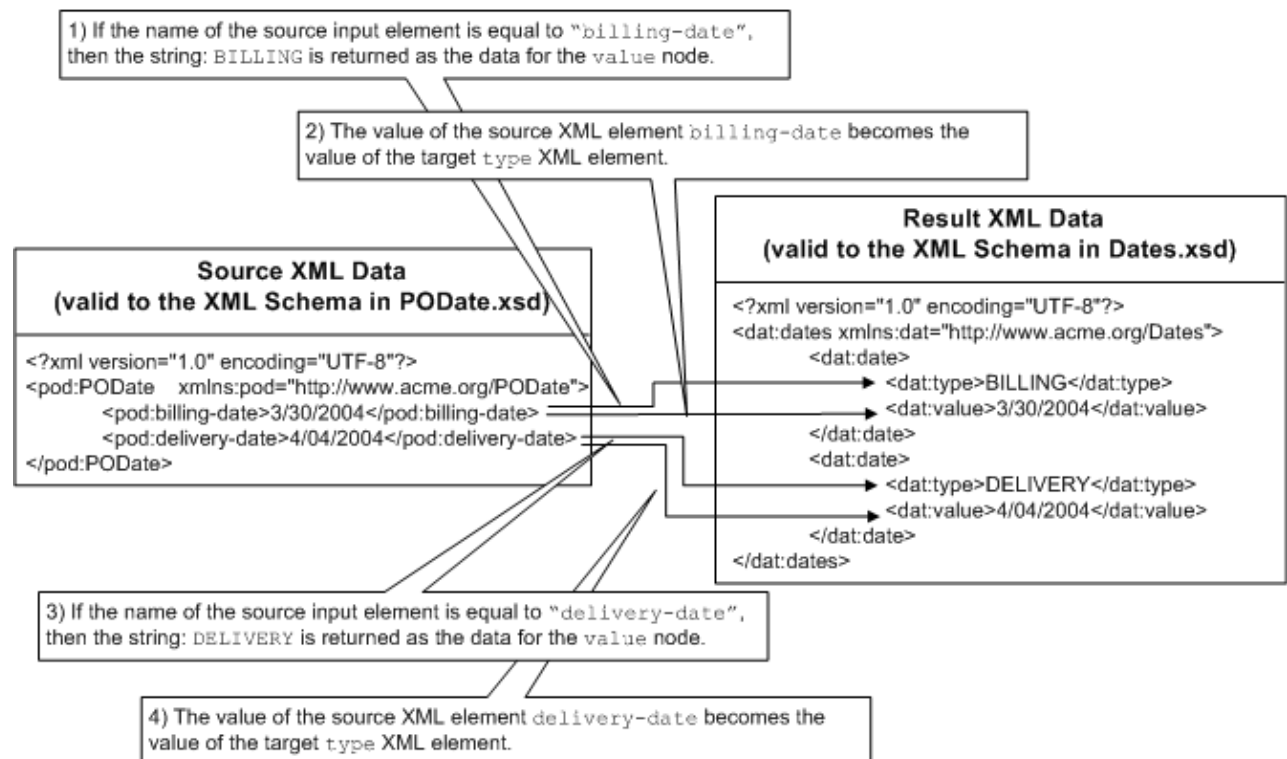 1) If the name of the source input element is equal to “billing-date”,
then the string: BILLING is returned as the data for the value node.
2) The value of the source XML element billing-date becomes the
value of the target type XML element.
Source XML Data
(valid to the XML Schema in PODate.xsd)
<?xml version="1.0" encoding="UTF-8"?>
<pod:PODate xmlns:pod="http://www.acme.org/PODate">
<pod:billing-date>3/30/2004</pod:billing-date>
<pod:delivery-date>4/04/2004</pod:delivery-date>
</pod:PODate>
Result XML Data
(valid to the XML Schema in Dates.xsd)
<?xml version="1.0" encoding="UTF-8"?>
<dat:dates xmlns:dat="http://www.acme.org/Dates">
<dat:date>
<dat:type>BILLING</dat:type>
<dat:value>3/30/2004</dat:value>
</dat:date>
<dat:date>
<dat:type>DELIVERY</dat:type>
<dat:value>4/04/2004</dat:value>
</dat:date>
</dat:dates>
3) If the name of the source input element is equal to “delivery-date”,
then the string: DELIVERY is returned as the data for the value node.
4) The value of the source XML element delivery-date becomes the
value of the target type XML element.